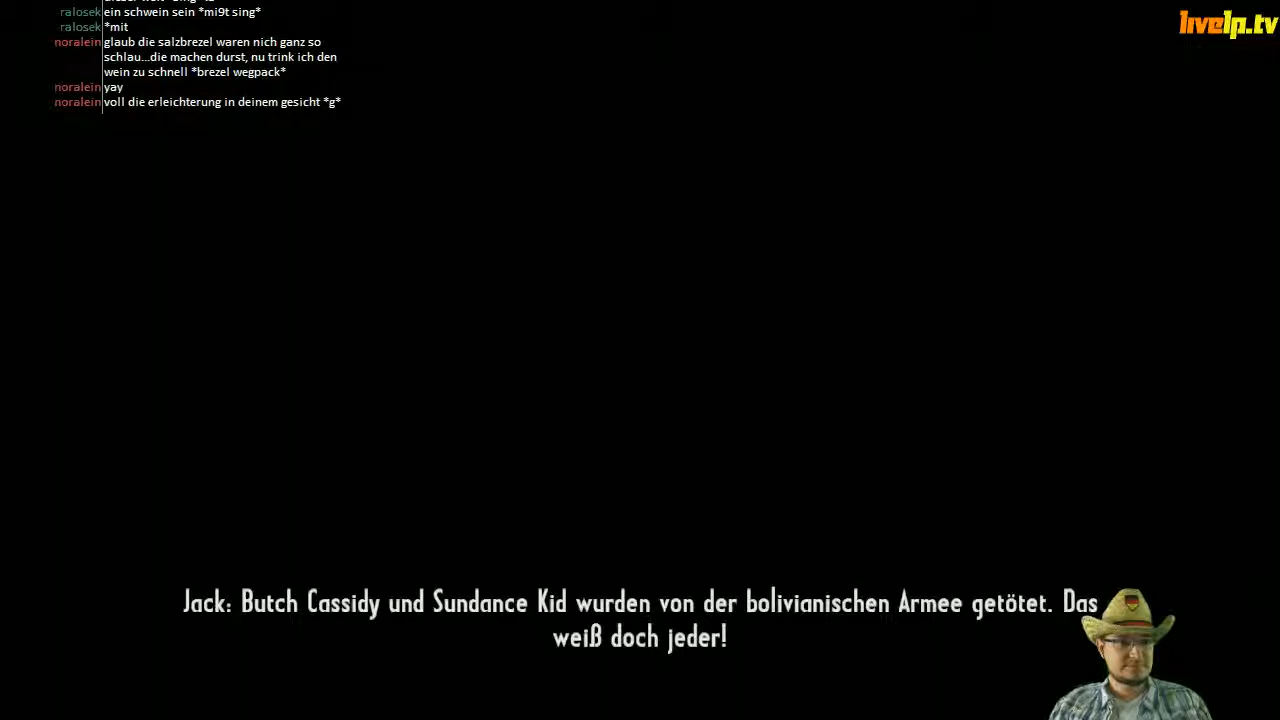 livelp.tv
ralosek ein schwein sein *mi9t sing*
ralosek *mit
noralein glaub die salzbrezel waren nich ganz so
schlau...die machen durst, nu trink ich den
wein zu schnell *brezel wegpack*
noralein yay
noralein voll die erleichterung in deinem gesicht *g*
Jack: Butch Cassidy und Sundance Kid wurden von der bolivianischen Armee getötet. Das
weiß doch jeder!